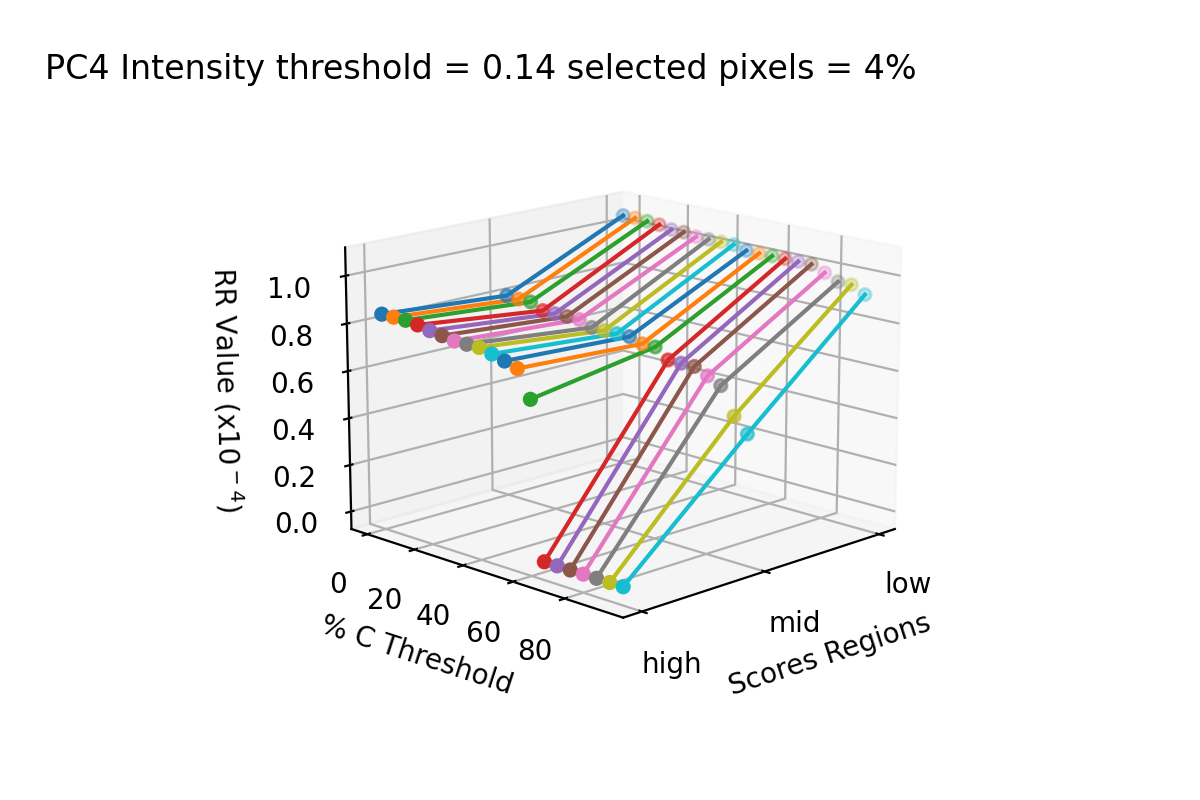 PC4 Intensity threshold = 0.14 selected pixels = 4%
RR Value (x10⁻⁴)
1.0
0.8
0.6
0.4
0.2
0.0
0
20
40
60
80
% C Threshold
high
mid
low
Scores Regions